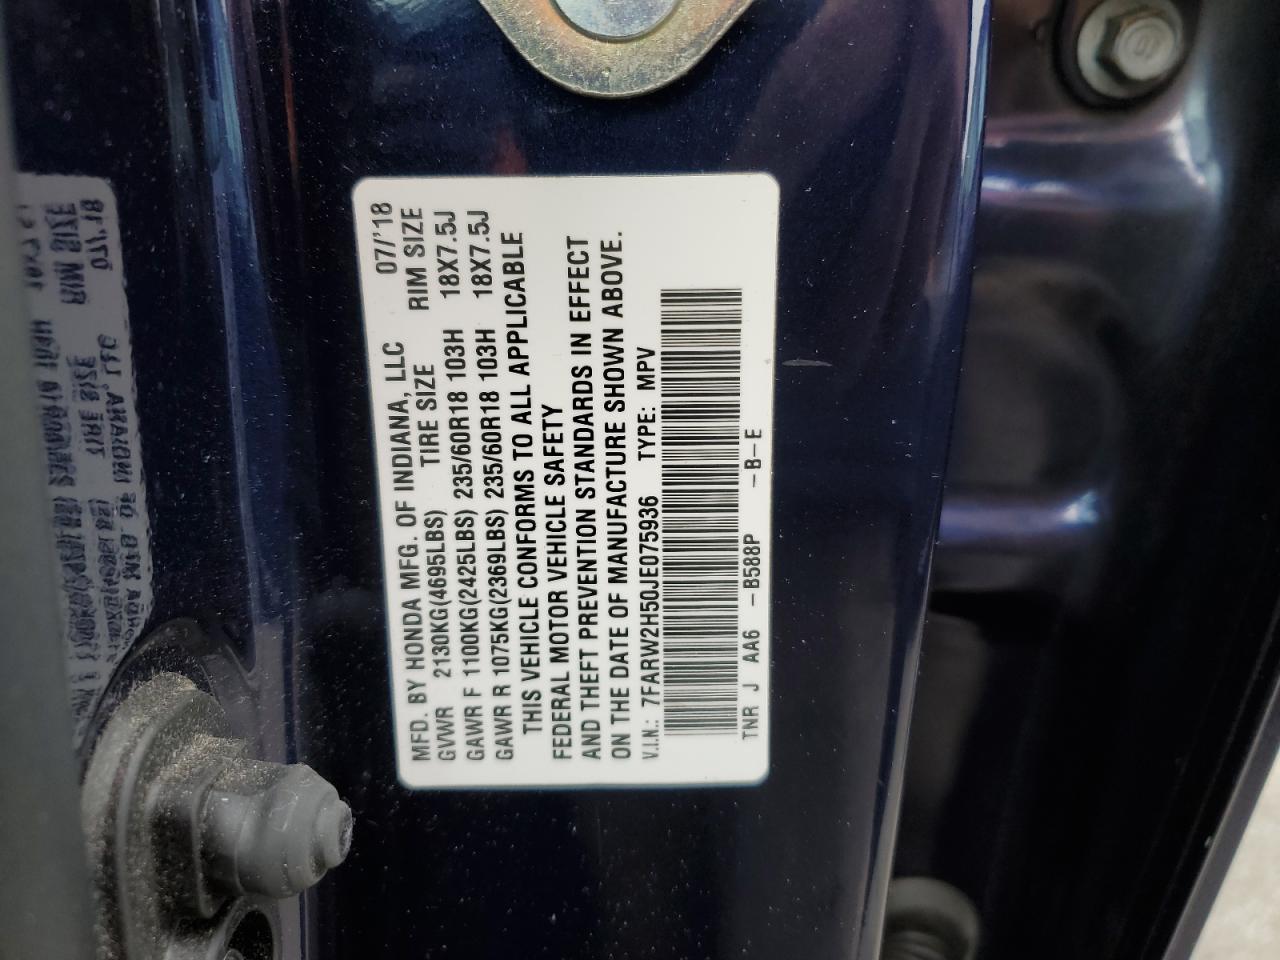 MFD. BY HONDA MFG. OF INDIANA, LLC 07/'18
GVWR 2130KG(4695LBS) TIRE SIZE RIM SIZE
GAWR F 1100KG(2425LBS) 235/60R18 103H 18X7.5J
GAWR R 1075KG(2369LBS) 235/60R18 103H 18X7.5J
THIS VEHICLE CONFORMS TO ALL APPLICABLE
FEDERAL MOTOR VEHICLE SAFETY
AND THEFT PREVENTION STANDARDS IN EFFECT
ON THE DATE OF MANUFACTURE SHOWN ABOVE.
V.I.N.: 7FARW2H50JE075936 TYPE: MPV
TNR J AA6 -B588P -B-E